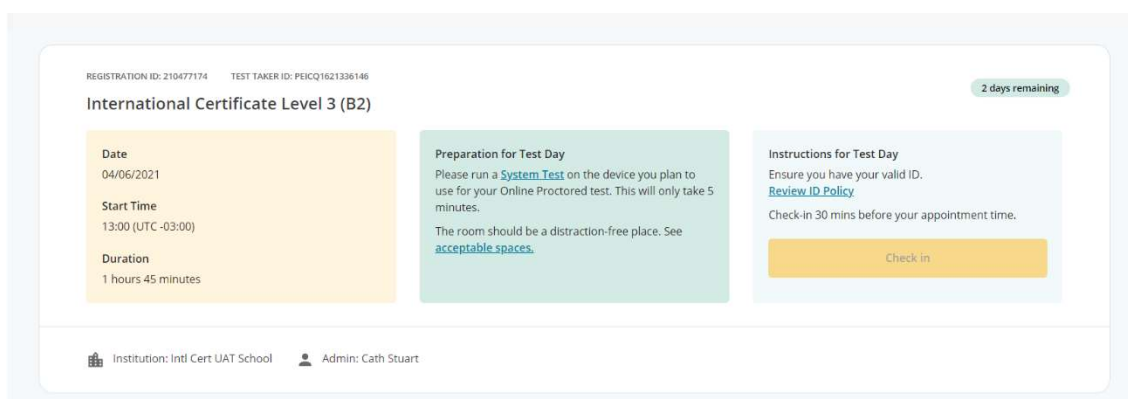 REGISTRATION ID: 210477174 TEST TAKER ID: PEICQ1621336146
International Certificate Level 3 (B2)
2 days remaining
Date
04/06/2021
Start Time
13:00 (UTC -03:00)
Duration
1 hours 45 minutes
Preparation for Test Day
Please run a System Test on the device you plan to
use for your Online Proctored test. This will only take 5
minutes.
The room should be a distraction-free place. See
acceptable spaces.
Instructions for Test Day
Ensure you have your valid ID.
Review ID Policy
Check-in 30 mins before your appointment time.
Check in
Institution: Intl Cert UAT School Admin: Cath Stuart